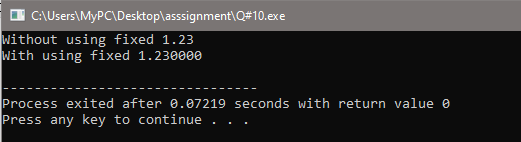 C:\Users\MyPC\Desktop\asssignment\Q#10.exe
Without using fixed 1.23
With using fixed 1.230000
--------------------------------
Process exited after 0.07219 seconds with return value 0
Press any key to continue . . .